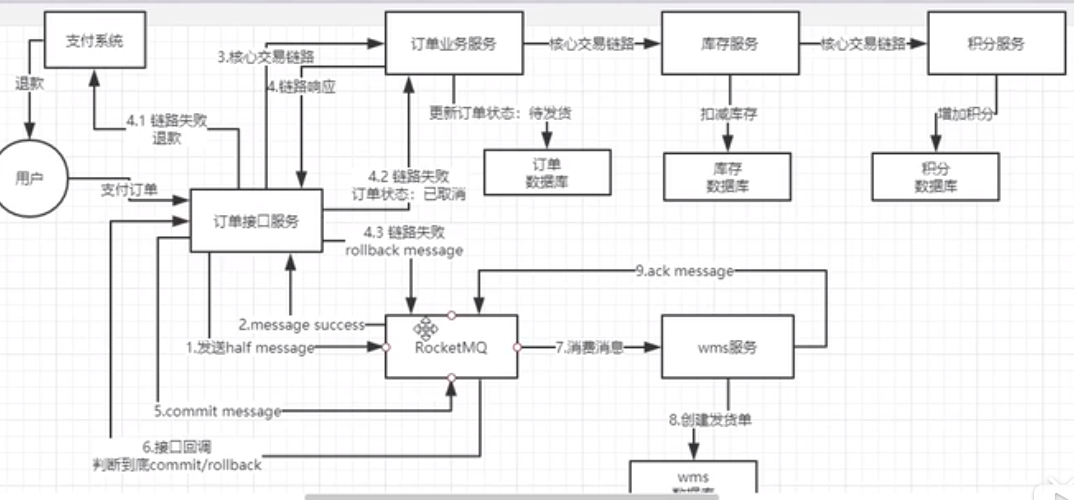 支付系统
订单业务服务
核心交易链路
库存服务
核心交易链路
积分服务
3.核心交易链路
退款
4.链路响应
更新订单状态：待发货
扣减库存
增加积分
4.1 链路失败
退款
订单
数据库
库存
数据库
积分
数据库
用户
支付订单
4.2 链路失败
订单状态：已取消
订单接口服务
4.3 链路失败
rollback message
9.ack message
2.message success
1.发送half message
RocketMQ
7.消费消息
wms服务
5.commit message
8.创建发货单
6.接口回调
判断到底commit/rollback
wms
数据库